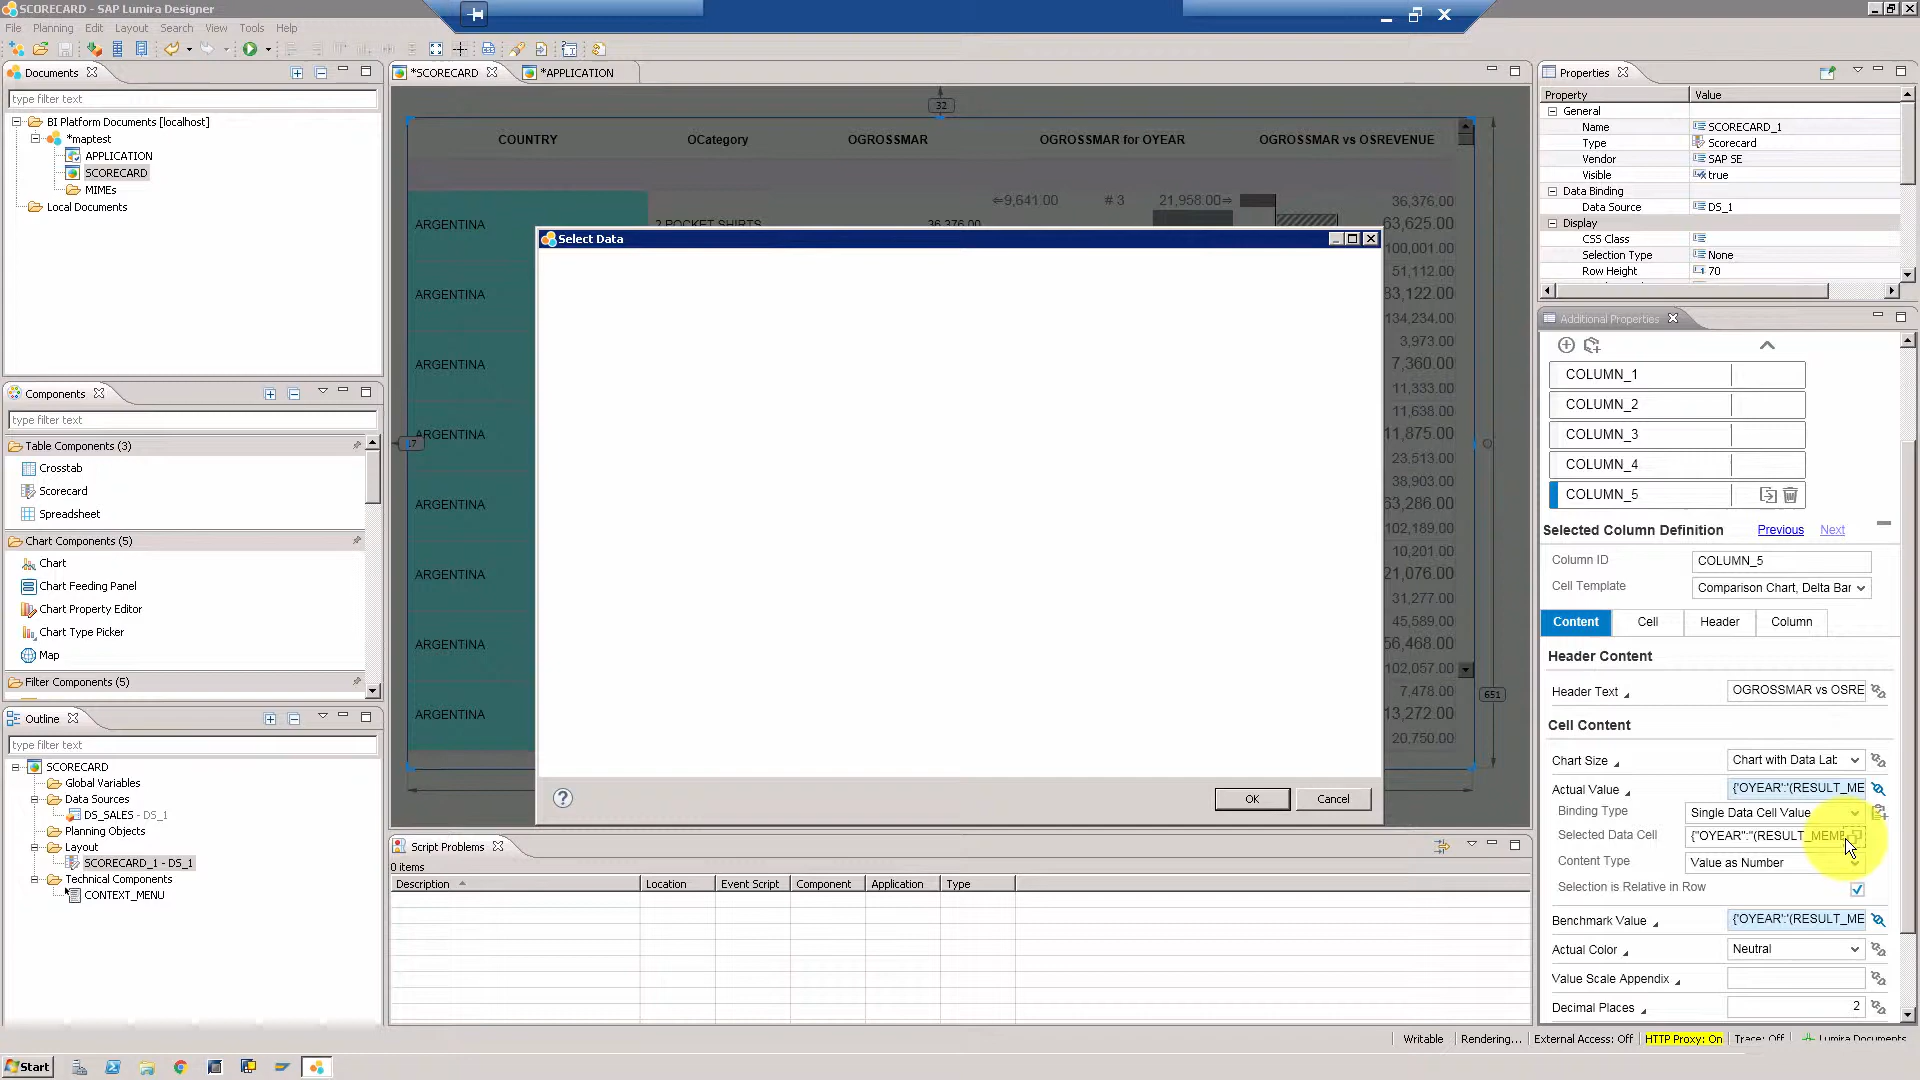 SCORECARD - SAP Lumira Designer
File Planning Edit Layout Search View Tools Help
Documents
type filter text
BI Platform Documents [localhost]
*maptest
APPLICATION
SCORECARD
MIMEs
Local Documents
Components
type filter text
Table Components (3)
Crosstab
Scorecard
Spreadsheet
Chart Components (5)
Chart
Chart Feeding Panel
Chart Property Editor
Chart Type Picker
Map
Filter Components (5)
Outline
type filter text
SCORECARD
Global Variables
Data Sources
DS_SALES - DS_1
Planning Objects
Layout
SCORECARD_1 - DS_1
Technical Components
CONTEXT_MENU
*SCORECARD *APPLICATION
32
COUNTRY OCategory OGROSSMAR OGROSSMAR for OYEAR OGROSSMAR vs OSREVENUE
9,641.00 # 3 21,958.00 36,376.00
ARGENTINA 2 POCKET SHIRTS 36,376.00 63,625.00
100,001.00
51,112.00
ARGENTINA 83,122.00
134,234.00
3,973.00
ARGENTINA 7,360.00
11,333.00
11,638.00
ARGENTINA 11,875.00
17
23,513.00
38,903.00
ARGENTINA 63,286.00
102,189.00
10,201.00
ARGENTINA 21,076.00
31,277.00
45,589.00
ARGENTINA 56,468.00
102,057.00
7,478.00
651
ARGENTINA 13,272.00
20,750.00
Select Data
OK Cancel
Script Problems
0 items
Description Location Event Script Component Application Type
Properties
Property Value
General
Name SCORECARD_1
Type Scorecard
Vendor SAP SE
Visible true
Data Binding
Data Source DS_1
Display
CSS Class
Selection Type None
Row Height 70
Additional Properties
COLUMN_1
COLUMN_2
COLUMN_3
COLUMN_4
COLUMN_5
Selected Column Definition Previous Next
Column ID COLUMN_5
Cell Template Comparison Chart, Delta Bar
Content Cell Header Column
Header Content
Header Text OGROSSMAR vs OSRE
Cell Content
Chart Size Chart with Data Lab
Actual Value {'OYEAR':'(RESULT_ME
Binding Type Single Data Cell Value
Selected Data Cell {"OYEAR":"(RESULT_MEMB
Content Type Value as Number
Selection is Relative in Row
Benchmark Value {'OYEAR':'(RESULT_ME
Actual Color Neutral
Value Scale Appendix
Decimal Places 2
Writable Rendering... External Access: Off HTTP Proxy: On Trace: Off Lumira Documents
Start